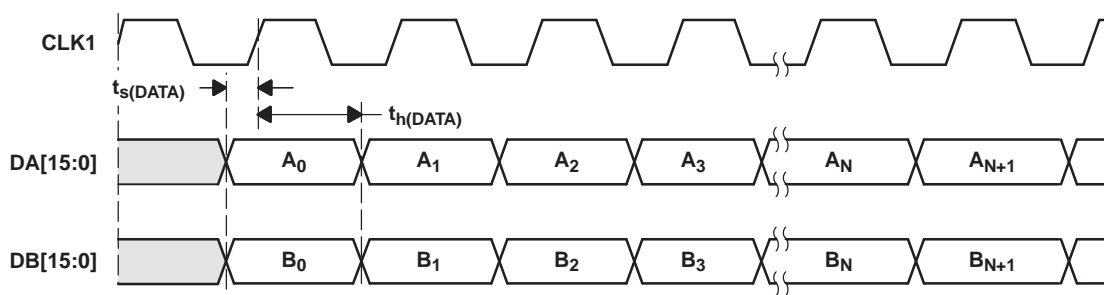 CLK1
ts(DATA)
th(DATA)
DA[15:0] A0 A1 A2 A3 AN AN+1
DB[15:0] B0 B1 B2 B3 BN BN+1